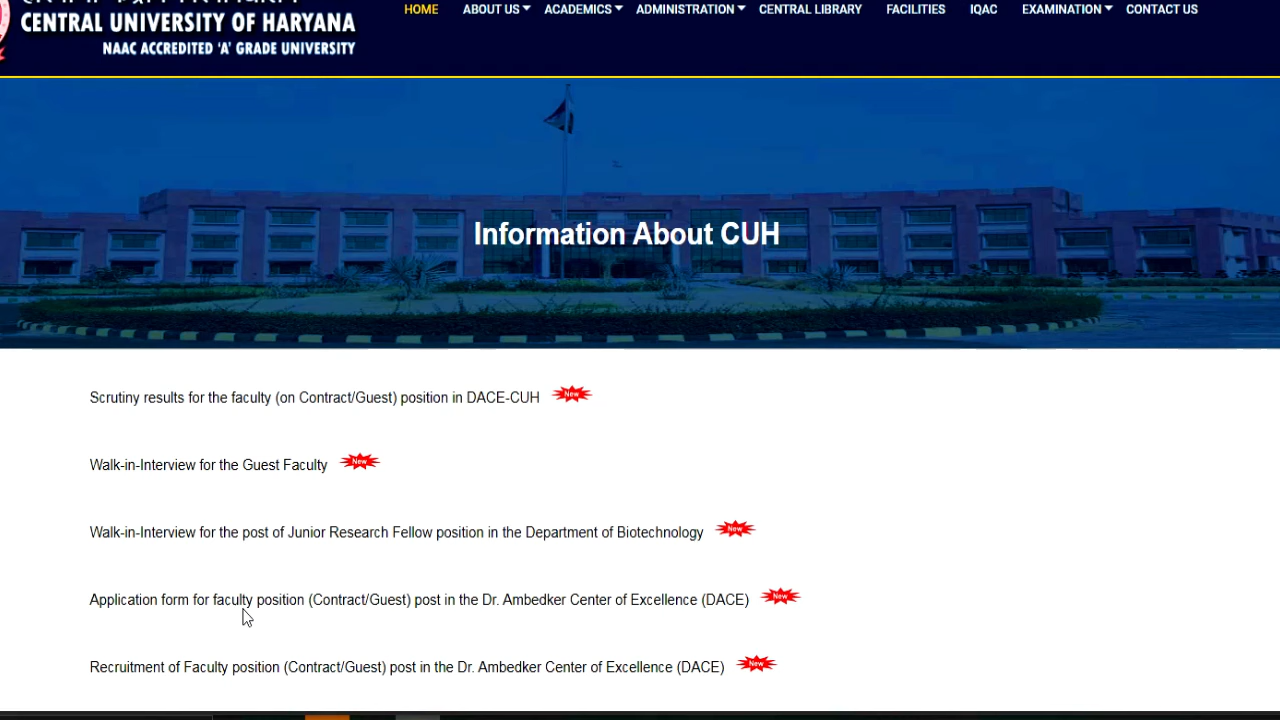 CENTRAL UNIVERSITY OF HARYANA
NAAC ACCREDITED 'A' GRADE UNIVERSITY
HOME ABOUT US ACADEMICS ADMINISTRATION CENTRAL LIBRARY FACILITIES IQAC EXAMINATION CONTACT US
Information About CUH
Scrutiny results for the faculty (on Contract/Guest) position in DACE-CUH New
Walk-in-Interview for the Guest Faculty New
Walk-in-Interview for the post of Junior Research Fellow position in the Department of Biotechnology New
Application form for faculty position (Contract/Guest) post in the Dr. Ambedker Center of Excellence (DACE) New
Recruitment of Faculty position (Contract/Guest) post in the Dr. Ambedker Center of Excellence (DACE) New